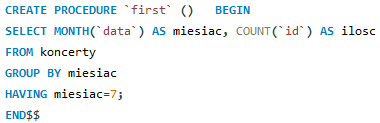 CREATE PROCEDURE `first` ()   BEGIN
SELECT MONTH(`data`) AS miesiac, COUNT(`id`) AS ilosc
FROM koncerty
GROUP BY miesiac
HAVING miesiac=7;
END$$